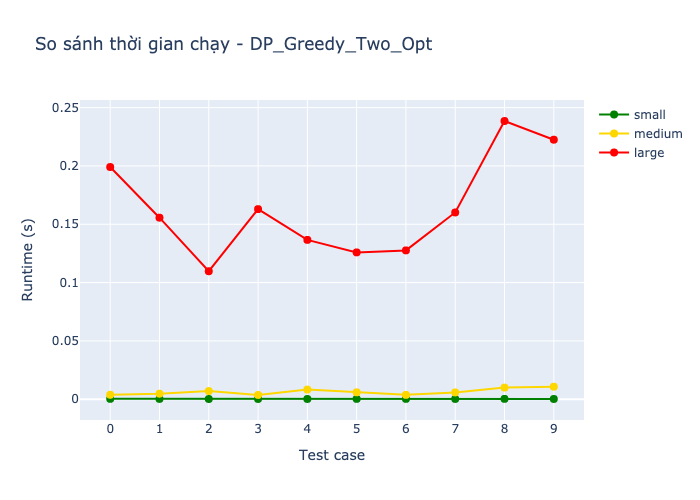 So sánh thời gian chạy - DP_Greedy_Two_Opt
small
medium
large
Runtime (s)
0.25
0.2
0.15
0.1
0.05
0
0 1 2 3 4 5 6 7 8 9
Test case